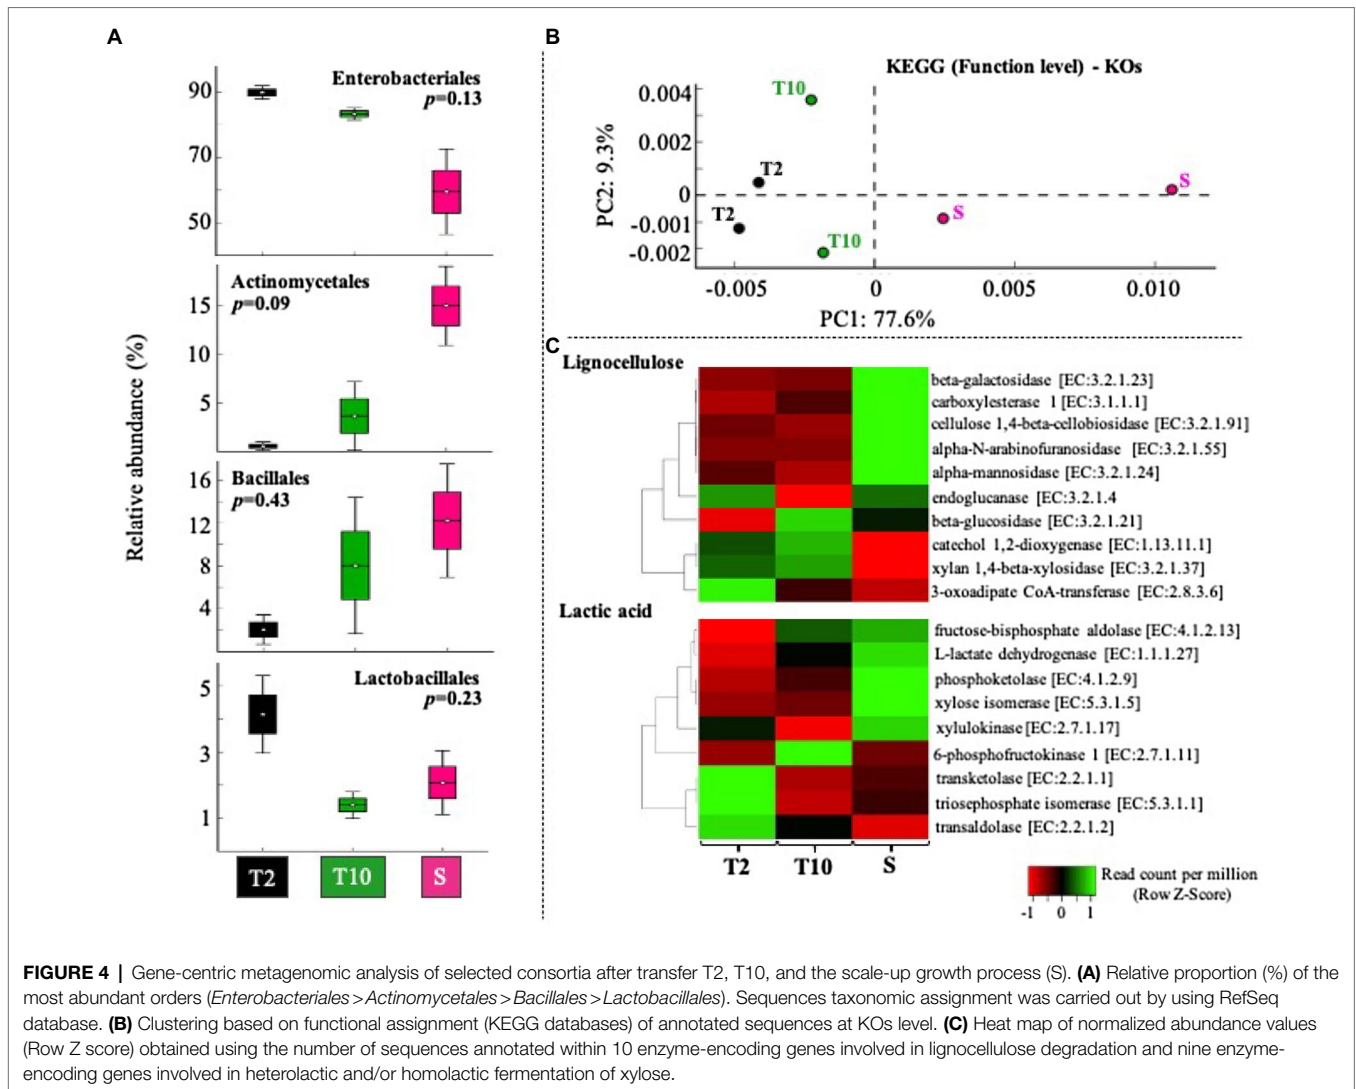 A
Relative abundance (%)
Enterobacteriales
p=0.13
90
70
50
Actinomycetales
p=0.09
15
10
5
Bacillales
p=0.43
16
12
8
4
Lactobacillales
p=0.23
5
3
1
T2
T10
S
B
KEGG (Function level) - KOs
PC2: 9.3%
0.004
0.002
0
-0.001
-0.002
T10
T2
T2
T10
S
S
-0.005
0
0.005
0.010
PC1: 77.6%
C
Lignocellulose
beta-galactosidase [EC:3.2.1.23]
carboxylesterase 1 [EC:3.1.1.1]
cellulose 1,4-beta-cellobiosidase [EC:3.2.1.91]
alpha-N-arabinofuranosidase [EC:3.2.1.55]
alpha-mannosidase [EC:3.2.1.24]
endoglucanase [EC:3.2.1.4
beta-glucosidase [EC:3.2.1.21]
catechol 1,2-dioxygenase [EC:1.13.11.1]
xylan 1,4-beta-xylosidase [EC:3.2.1.37]
3-oxoadipate CoA-transferase [EC:2.8.3.6]
Lactic acid
fructose-bisphosphate aldolase [EC:4.1.2.13]
L-lactate dehydrogenase [EC:1.1.1.27]
phosphoketolase [EC:4.1.2.9]
xylose isomerase [EC:5.3.1.5]
xylulokinase [EC:2.7.1.17]
6-phosphofructokinase 1 [EC:2.7.1.11]
transketolase [EC:2.2.1.1]
triosephosphate isomerase [EC:5.3.1.1]
transaldolase [EC:2.2.1.2]
T2
T10
S
Read count per million
(Row Z-Score)
-1 0 1
FIGURE 4 | Gene-centric metagenomic analysis of selected consortia after transfer T2, T10, and the scale-up growth process (S). (A) Relative proportion (%) of the
most abundant orders (Enterobacteriales > Actinomycetales > Bacillales > Lactobacillales). Sequences taxonomic assignment was carried out by using RefSeq
database. (B) Clustering based on functional assignment (KEGG databases) of annotated sequences at KOs level. (C) Heat map of normalized abundance values
(Row Z score) obtained using the number of sequences annotated within 10 enzyme-encoding genes involved in lignocellulose degradation and nine enzyme-
encoding genes involved in heterolactic and/or homolactic fermentation of xylose.